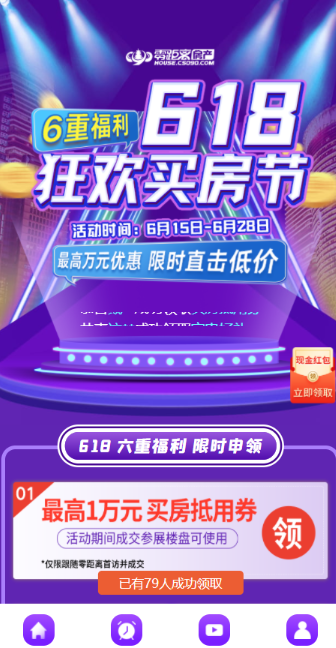 零距离房产
HOUSE.CS090.COM
6重福利
618
狂欢买房节
活动时间：6月15日-6月28日
最高万元优惠 限时直击低价
现金红包
立即领取
618 六重福利 限时申领
01
最高1万元 买房抵用券
活动期间成交参展楼盘可使用
领
*仅限跟随零距离首访并成交
已有79人成功领取